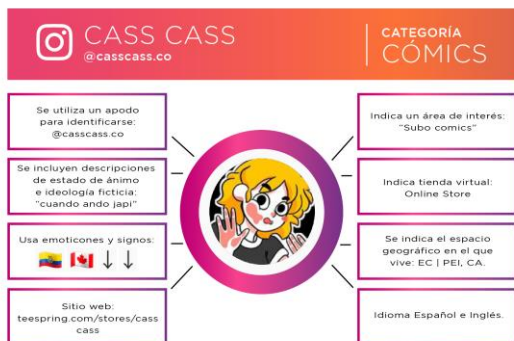 CASS CASS
@casscass.co
CATEGORÍA
CÓMICS
Se utiliza un apodo
para identificarse:
@casscass.co
Se incluyen descripciones
de estado de ánimo
e ideología ficticia:
"cuando ando japi"
Usa emoticones y signos:
🇪🇨 🇨🇦 ↓ ↓
Sitio web:
teespring.com/stores/cass
cass
Indica un área de interés:
"Subo comics"
Indica tienda virtual:
Online Store
Se indica el espacio
geográfico en el que
vive: EC | PEI, CA.
Idioma Español e Inglés.